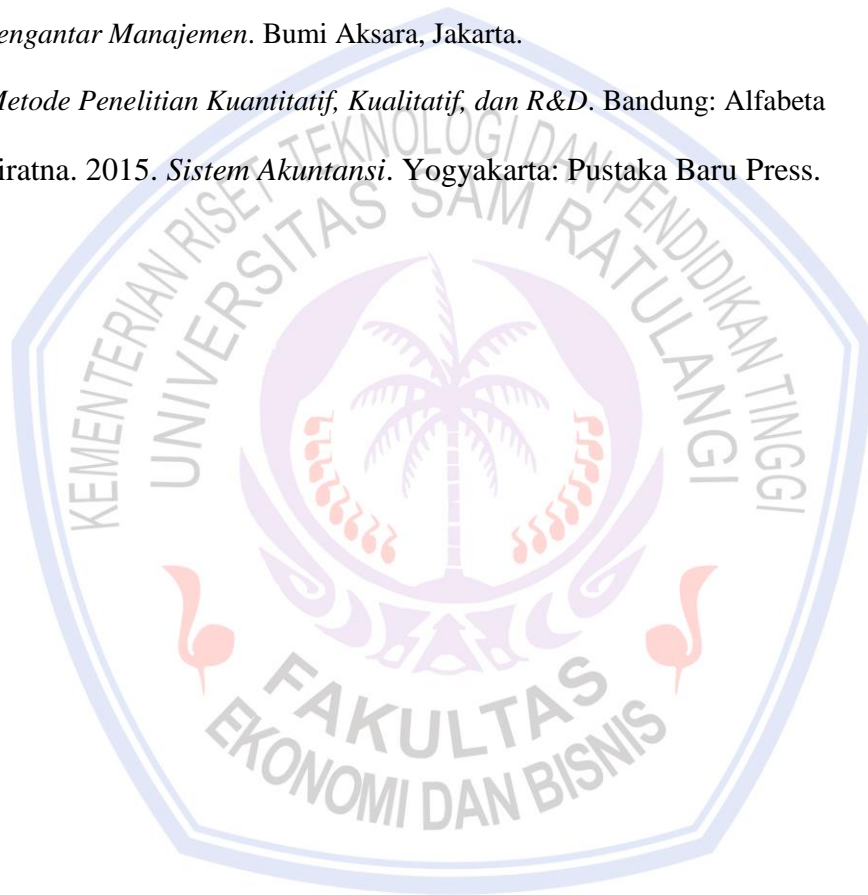 engantar Manajemen. Bumi Aksara, Jakarta.
Metode Penelitian Kuantitatif, Kualitatif, dan R&D. Bandung: Alfabeta
iratna. 2015. Sistem Akuntansi. Yogyakarta: Pustaka Baru Press.
KEMENTERIAN RISET TEKNOLOGI DAN PENDIDIKAN TINGGI
UNIVERSITAS SAM RATULANGI
FAKULTAS
EKONOMI DAN BISNIS